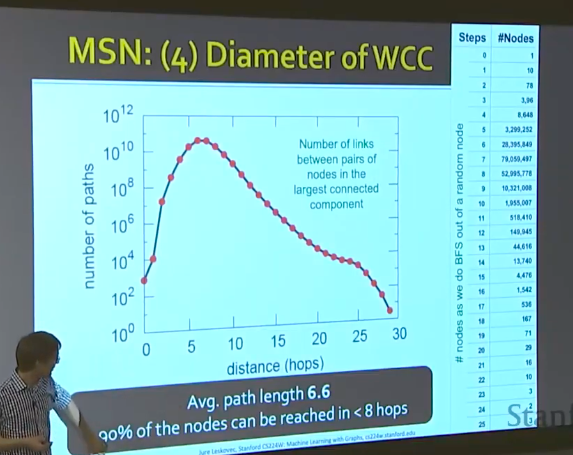 MSN: (4) Diameter of WCC
number of paths
10^12
10^10
10^8
10^6
10^4
10^2
10^0
Number of links
between pairs of
nodes in the
largest connected
component
0 5 10 15 20 25 30
distance (hops)
Avg. path length 6.6
90% of the nodes can be reached in < 8 hops
Jure Leskovec, Stanford CS224W: Machine Learning with Graphs, cs224w.stanford.edu
# nodes as we do BFS out of a random node
Steps #Nodes
0 1
1 10
2 78
3 3,96
4 8,648
5 3,299,252
6 28,395,849
7 79,059,497
8 52,995,778
9 10,321,008
10 1,955,007
11 518,410
12 149,945
13 44,616
14 13,740
15 4,476
16 1,542
17 536
18 167
19 71
20 29
21 16
22 10
23 3
24 2
25
Stanf